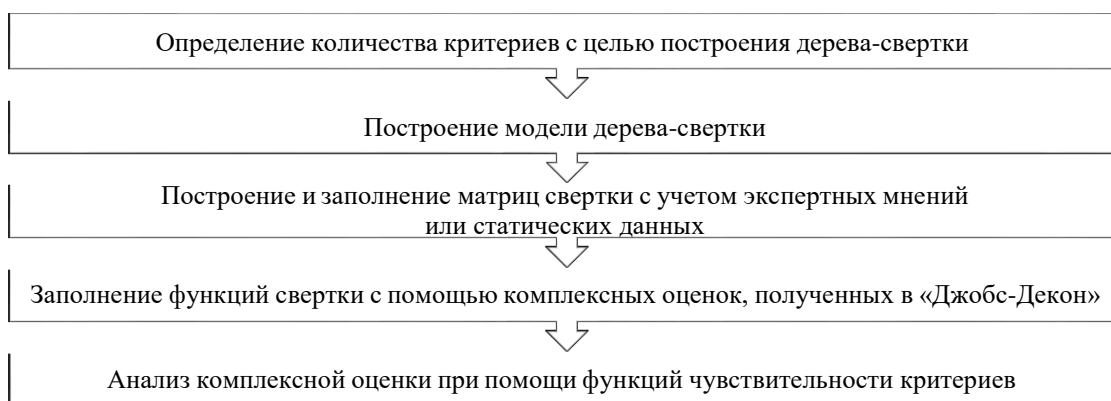 Определение количества критериев с целью построения дерева-свертки
Построение модели дерева-свертки
Построение и заполнение матриц свертки с учетом экспертных мнений
или статических данных
Заполнение функций свертки с помощью комплексных оценок, полученных в «Джобс-Декон»
Анализ комплексной оценки при помощи функций чувствительности критериев